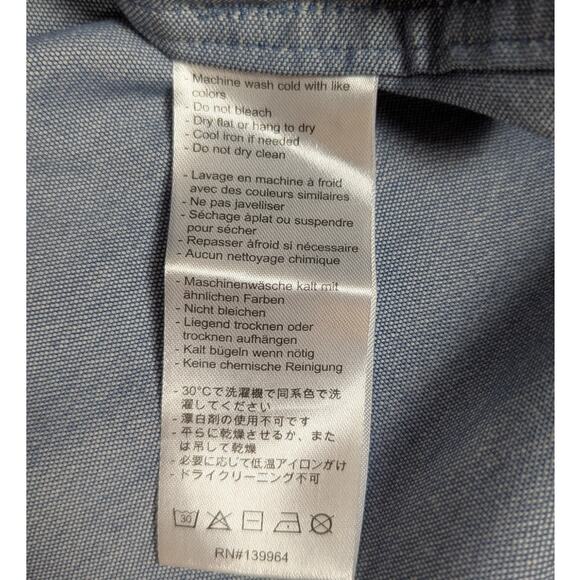 - Machine wash cold with like
colors
- Do not bleach
- Dry flat or hang to dry
- Cool iron if needed
- Do not dry clean
- Lavage en machine à froid
avec des couleurs similaires
- Ne pas javelliser
- Séchage àplat ou suspendre
pour sécher
- Repasser àfroid si nécessaire
- Aucun nettoyage chimique
- Maschinenwäsche kalt mit
ähnlichen Farben
- Nicht bleichen
- Liegend trocknen oder
trocknen aufhängen
- Kalt bügeln wenn nötig
- Keine chemische Reinigung
- 30°Cで洗濯機で同系色で洗
濯してください
- 漂白剤の使用不可です
- 平らに乾燥させるか、また
は吊して乾燥
- 必要に応じて低温アイロンがけ
- ドライクリーニング不可
30
RN#139964